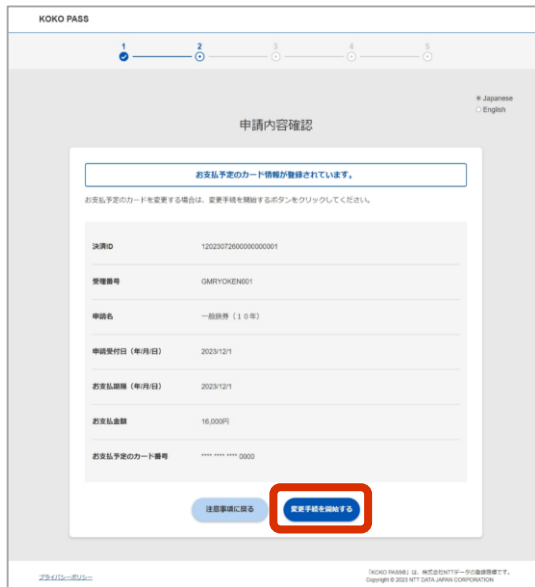 KOKO PASS
1 2 3 4 5
Japanese
English
申請内容確認
お支払予定のカード情報が登録されています。
お支払予定のカードを変更する場合は、変更手続を開始するボタンをクリックしてください。
決済ID 12023072600000000001
受理番号 GMRYOKEN001
申請名 一般旅券（１０年）
申請受付日（年/月/日） 2023/12/1
お支払期限（年/月/日） 2023/12/1
お支払金額 16,000円
お支払予定のカード番号 **** **** **** 0000
注意事項に戻る 変更手続を開始する
プライバシーポリシー
「KOKO PASS®」は、株式会社NTTデータの登録商標です。
Copyright © 2023 NTT DATA JAPAN CORPORATION